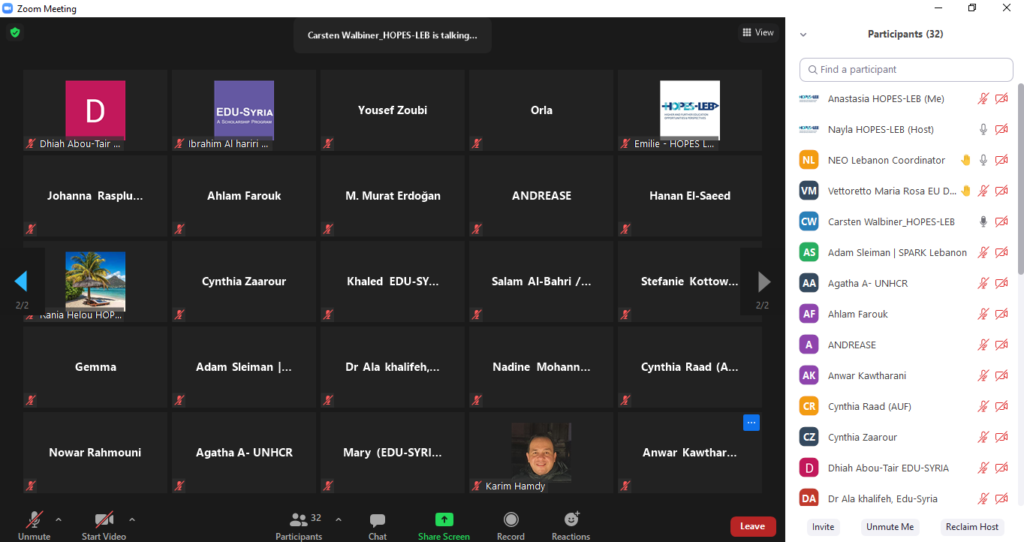 Zoom Meeting
Carsten Walbiner_HOPES-LEB is talking...
View
D
Dhiah Abou-Tair ...
EDU-SYRIA
A SCHOLARSHIP PROGRAM
Ibrahim Al hariri ...
Yousef Zoubi
Orla
HOPES-LEB
Emilie - HOPES L...
Johanna Rasplu...
Ahlam Farouk
M. Murat Erdoğan
ANDREASE
Hanan El-Saeed
2/2
Rania Helou HOP...
Cynthia Zaarour
Khaled EDU-SY...
Salam Al-Bahri /...
Stefanie Kottow...
2/2
Gemma
Adam Sleiman |...
Dr Ala khalifeh,...
Nadine Mohann...
Cynthia Raad (A...
Nowar Rahmouni
Agatha A- UNHCR
Mary (EDU-SYRI...
Karim Hamdy
Anwar Kawthar...
Unmute
Start Video
Participants
32
Chat
Share Screen
Record
Reactions
Leave
Participants (32)
Find a participant
Anastasia HOPES-LEB (Me)
Nayla HOPES-LEB (Host)
NL NEO Lebanon Coordinator
VM Vettoretto Maria Rosa EU D...
CW Carsten Walbiner_HOPES-LEB
AS Adam Sleiman | SPARK Lebanon
AA Agatha A- UNHCR
AF Ahlam Farouk
A ANDREASE
AK Anwar Kawtharani
CR Cynthia Raad (AUF)
CZ Cynthia Zaarour
D Dhiah Abou-Tair EDU-SYRIA
DA Dr Ala khalifeh, Edu-Syria
Invite
Unmute Me
Reclaim Host